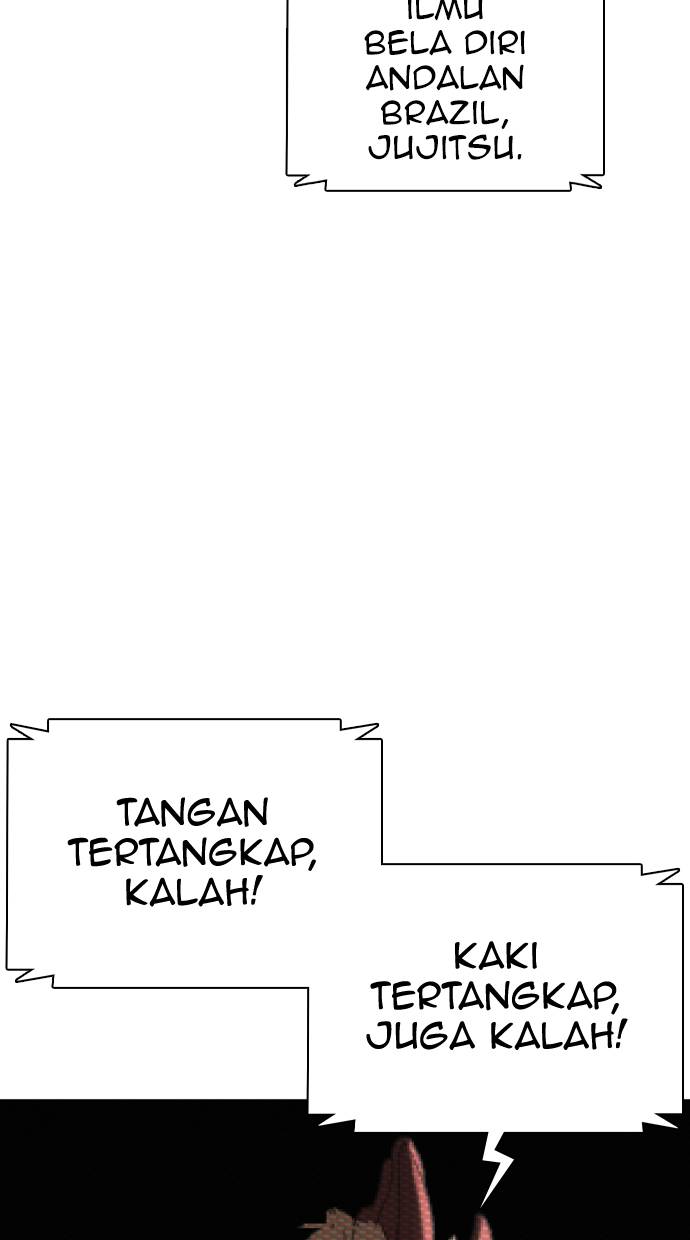 ILMU
BELA DIRI
ANDALAN
BRAZIL,
JUJITSU.
TANGAN
TERTANGKAP,
KALAH!
KAKI
TERTANGKAP,
JUGA KALAH!